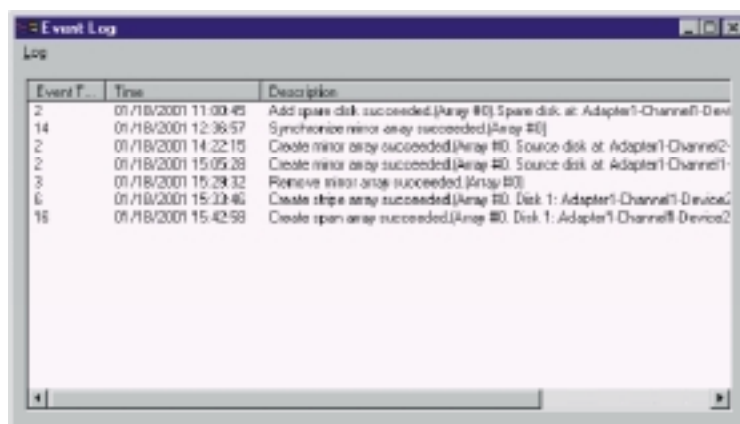 Event Log
Log
Event T... Time Description
2 01/18/2001 11:00:45 Add spare disk succeeded.(Array #0).Spare disk at: Adapter1-Channel1-Devi
14 01/18/2001 12:36:57 Synchronize mirror array succeeded.(Array #0)
2 01/18/2001 14:22:15 Create mirror array succeeded.(Array #0. Source disk at: Adapter1-Channel2-
2 01/18/2001 15:05:28 Create mirror array succeeded.(Array #0. Source disk at: Adapter1-Channel1-
3 01/18/2001 15:29:32 Remove mirror array succeeded.(Array #0)
6 01/18/2001 15:33:46 Create stripe array succeeded.(Array #0. Disk 1: Adapter1-Channel1-Device2
16 01/18/2001 15:42:58 Create span array succeeded.(Array #0. Disk 1: Adapter1-Channel1-Device2